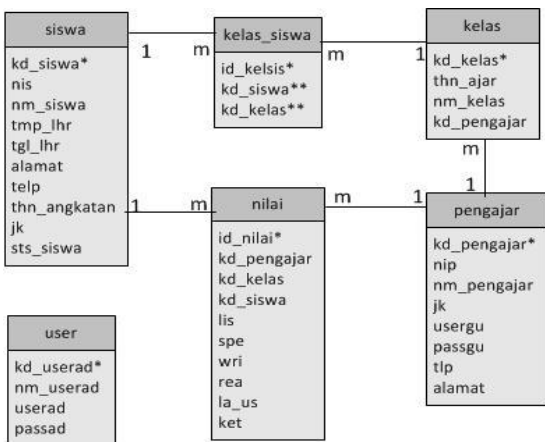 siswa
kd_siswa*
nis
nm_siswa
tmp_lhr
tgl_lhr
alamat
telp
thn_angkatan
jk
sts_siswa
1
m
kelas_siswa
id_kelsis*
kd_siswa**
kd_kelas**
m
1
kelas
kd_kelas*
thn_ajar
nm_kelas
kd_pengajar
m
1
1
m
nilai
id_nilai*
kd_pengajar
kd_kelas
kd_siswa
lis
spe
wri
rea
la_us
ket
m
1
pengajar
kd_pengajar*
nip
nm_pengajar
jk
usergu
passgu
tlp
alamat
user
kd_userad*
nm_userad
userad
passad